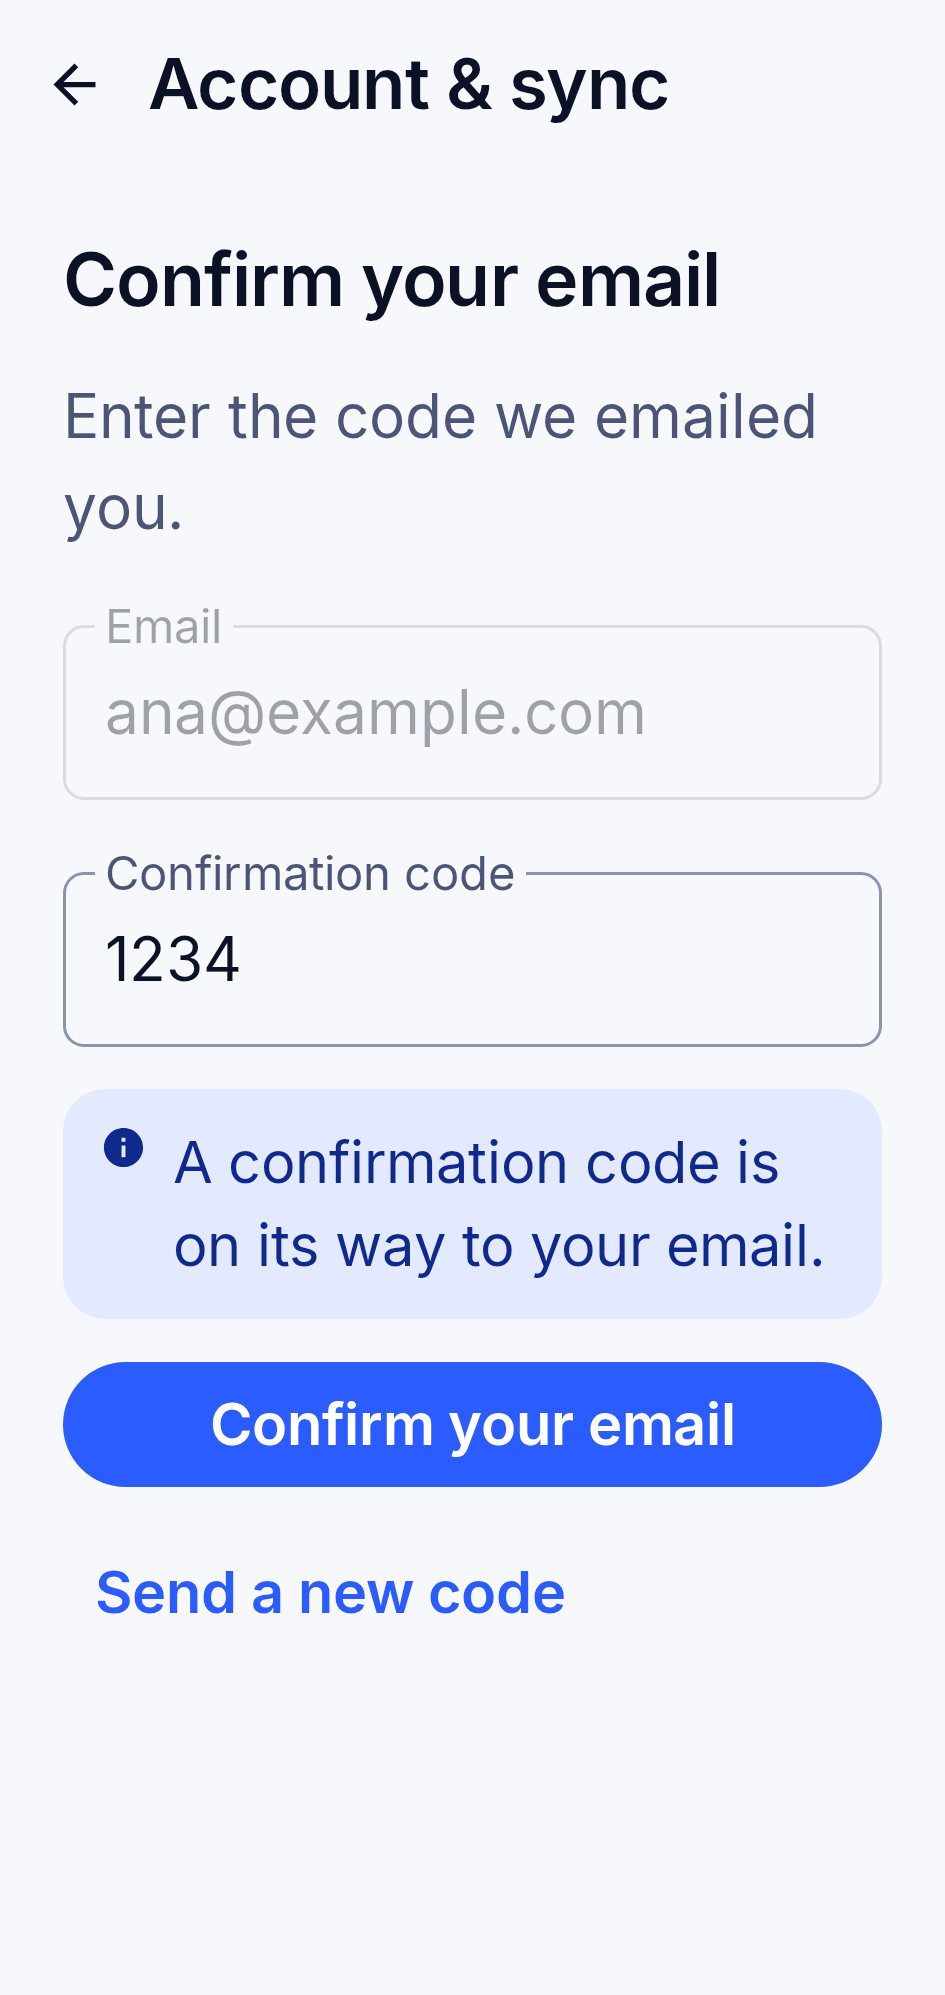 Account & sync
Confirm your email
Enter the code we emailed
you.
Email
ana@example.com
Confirmation code
1234
A confirmation code is
on its way to your email.
Confirm your email
Send a new code